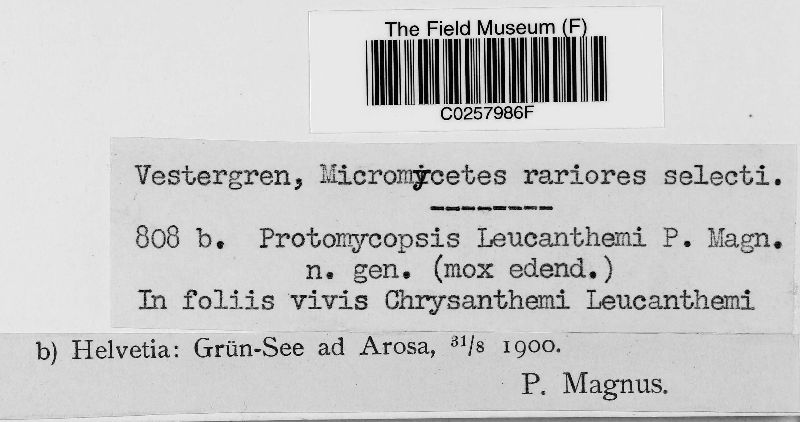 The Field Museum (F)
C0257986F
Vestergren, Micromycetes rariores selecti.
808 b. Protomycopsis Leucanthemi P. Magn.
n. gen. (mox edend.)
In foliis vivis Chrysanthemi Leucanthemi
b) Helvetia: Grün-See ad Arosa, 31/8 1900.
P. Magnus.